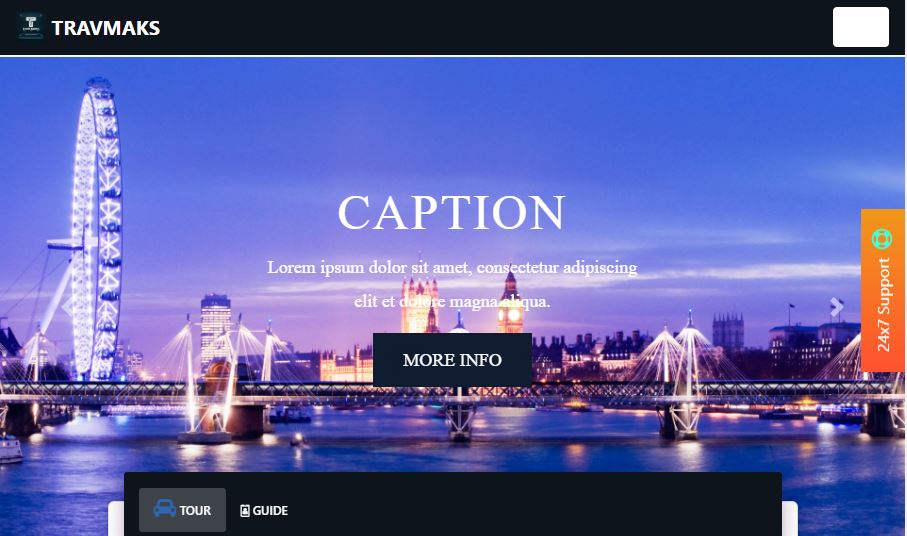 TRAVMAKS
CAPTION
Lorem ipsum dolor sit amet, consectetur adipiscing
elit et dolore magna aliqua.
MORE INFO
24x7 Support
TOUR
GUIDE